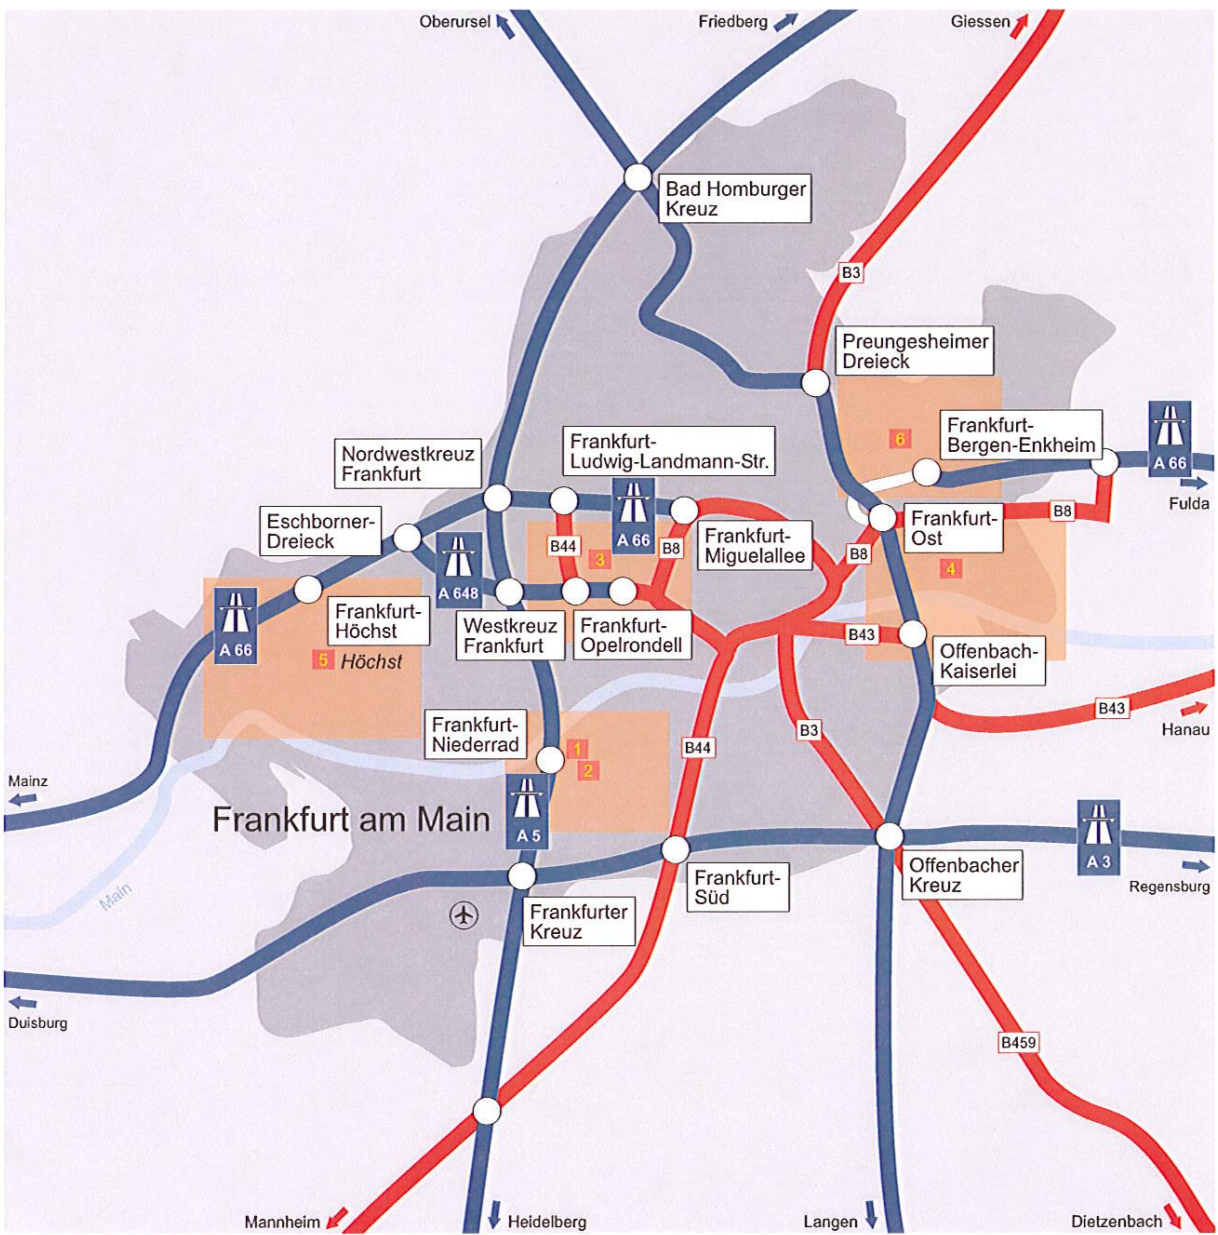 Oberursel
Friedberg
Giessen
Bad Homburger
Kreuz
B3
Preungesheimer
Dreieck
6
Frankfurt-
Bergen-Enkheim
A 66
Fulda
Nordwestkreuz
Frankfurt
Frankfurt-
Ludwig-Landmann-Str.
A 66
Eschborner-
Dreieck
B44
3
B8
Frankfurt-
Miguelallee
B8
Frankfurt-
Ost
B8
4
A 648
A 66
Frankfurt-
Höchst
5 Höchst
Westkreuz
Frankfurt
Frankfurt-
Opelrondell
B43
Offenbach-
Kaiserlei
B43
Hanau
Frankfurt-
Niederrad
1
2
B44
B3
Mainz
Frankfurt am Main
A 5
A 3
Regensburg
Main
Frankfurter
Kreuz
Frankfurt-
Süd
Offenbacher
Kreuz
Duisburg
B459
Mannheim
Heidelberg
Langen
Dietzenbach